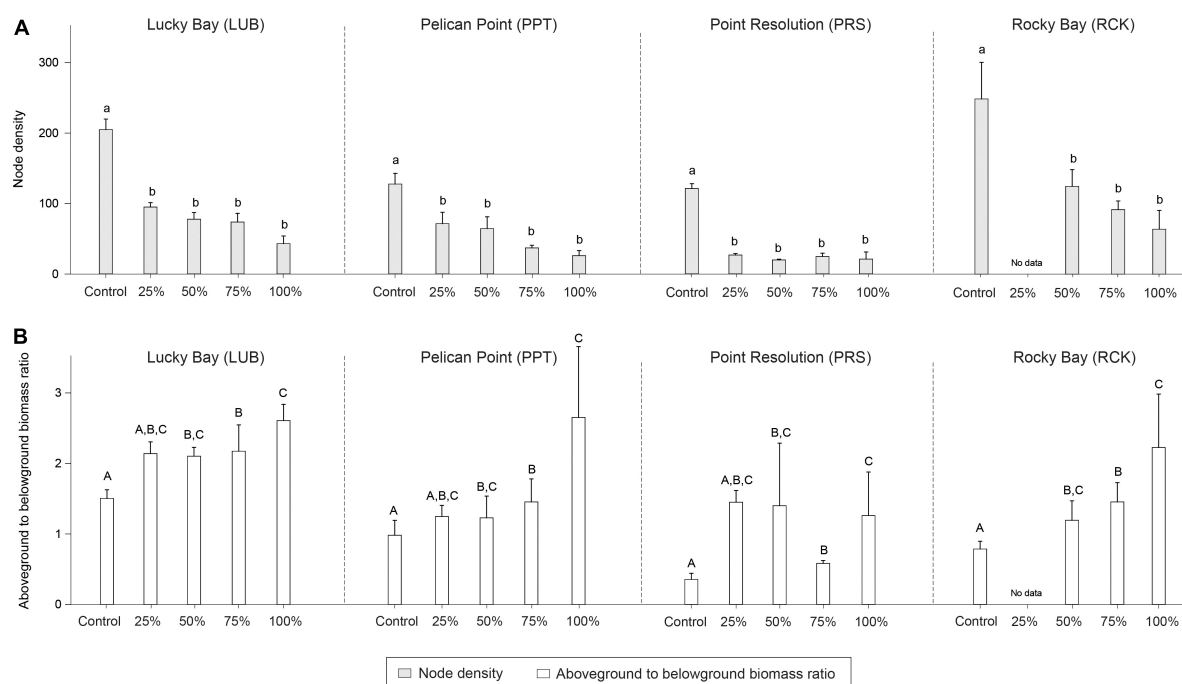 A
Lucky Bay (LUB) Pelican Point (PPT) Point Resolution (PRS) Rocky Bay (RCK)
Node density
300
200
100
0
a b b b b a b b b b a b b b b a b b b
No data
Control 25% 50% 75% 100% Control 25% 50% 75% 100% Control 25% 50% 75% 100% Control 25% 50% 75% 100%
B
Lucky Bay (LUB) Pelican Point (PPT) Point Resolution (PRS) Rocky Bay (RCK)
Aboveground to belowground biomass ratio
3
2
1
0
A A,B,C B,C B C A A,B,C B,C B C A A,B,C B,C B C A B,C B C
No data
Control 25% 50% 75% 100% Control 25% 50% 75% 100% Control 25% 50% 75% 100% Control 25% 50% 75% 100%
Node density Aboveground to belowground biomass ratio